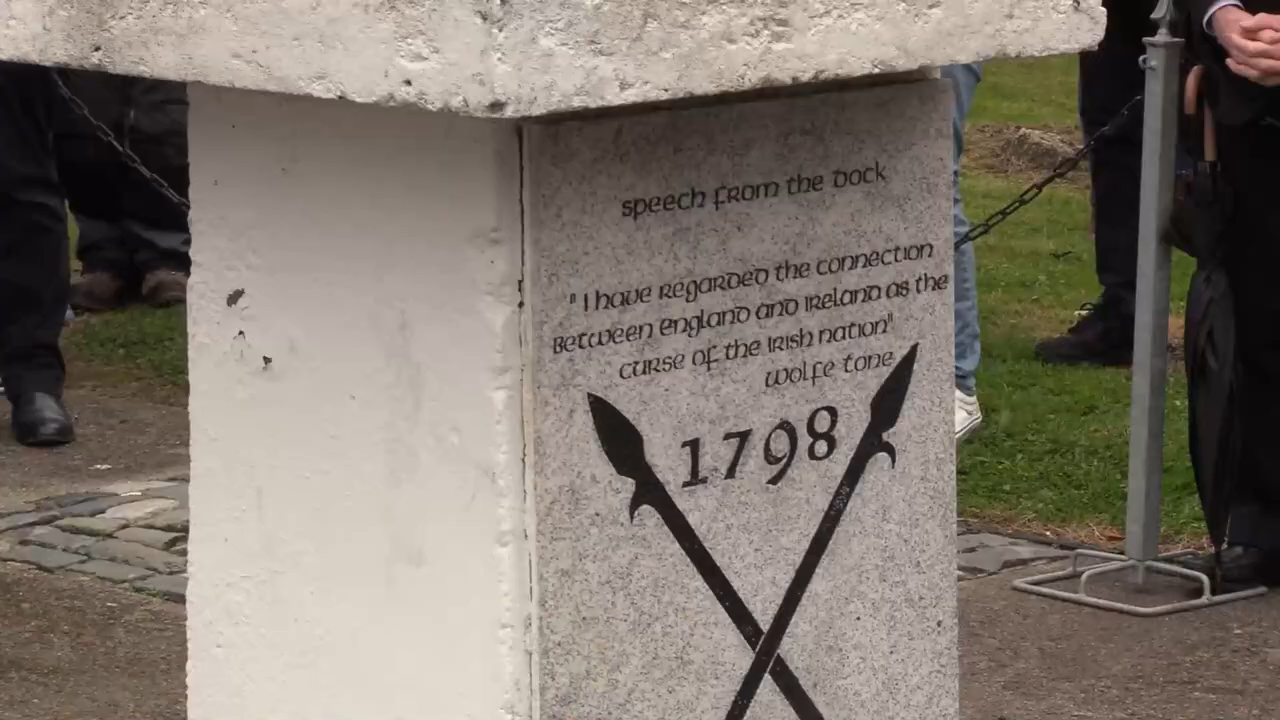 speech from the dock
"I have regarded the connection
between england and ireland as the
curse of the irish nation"
wolfe tone
1798